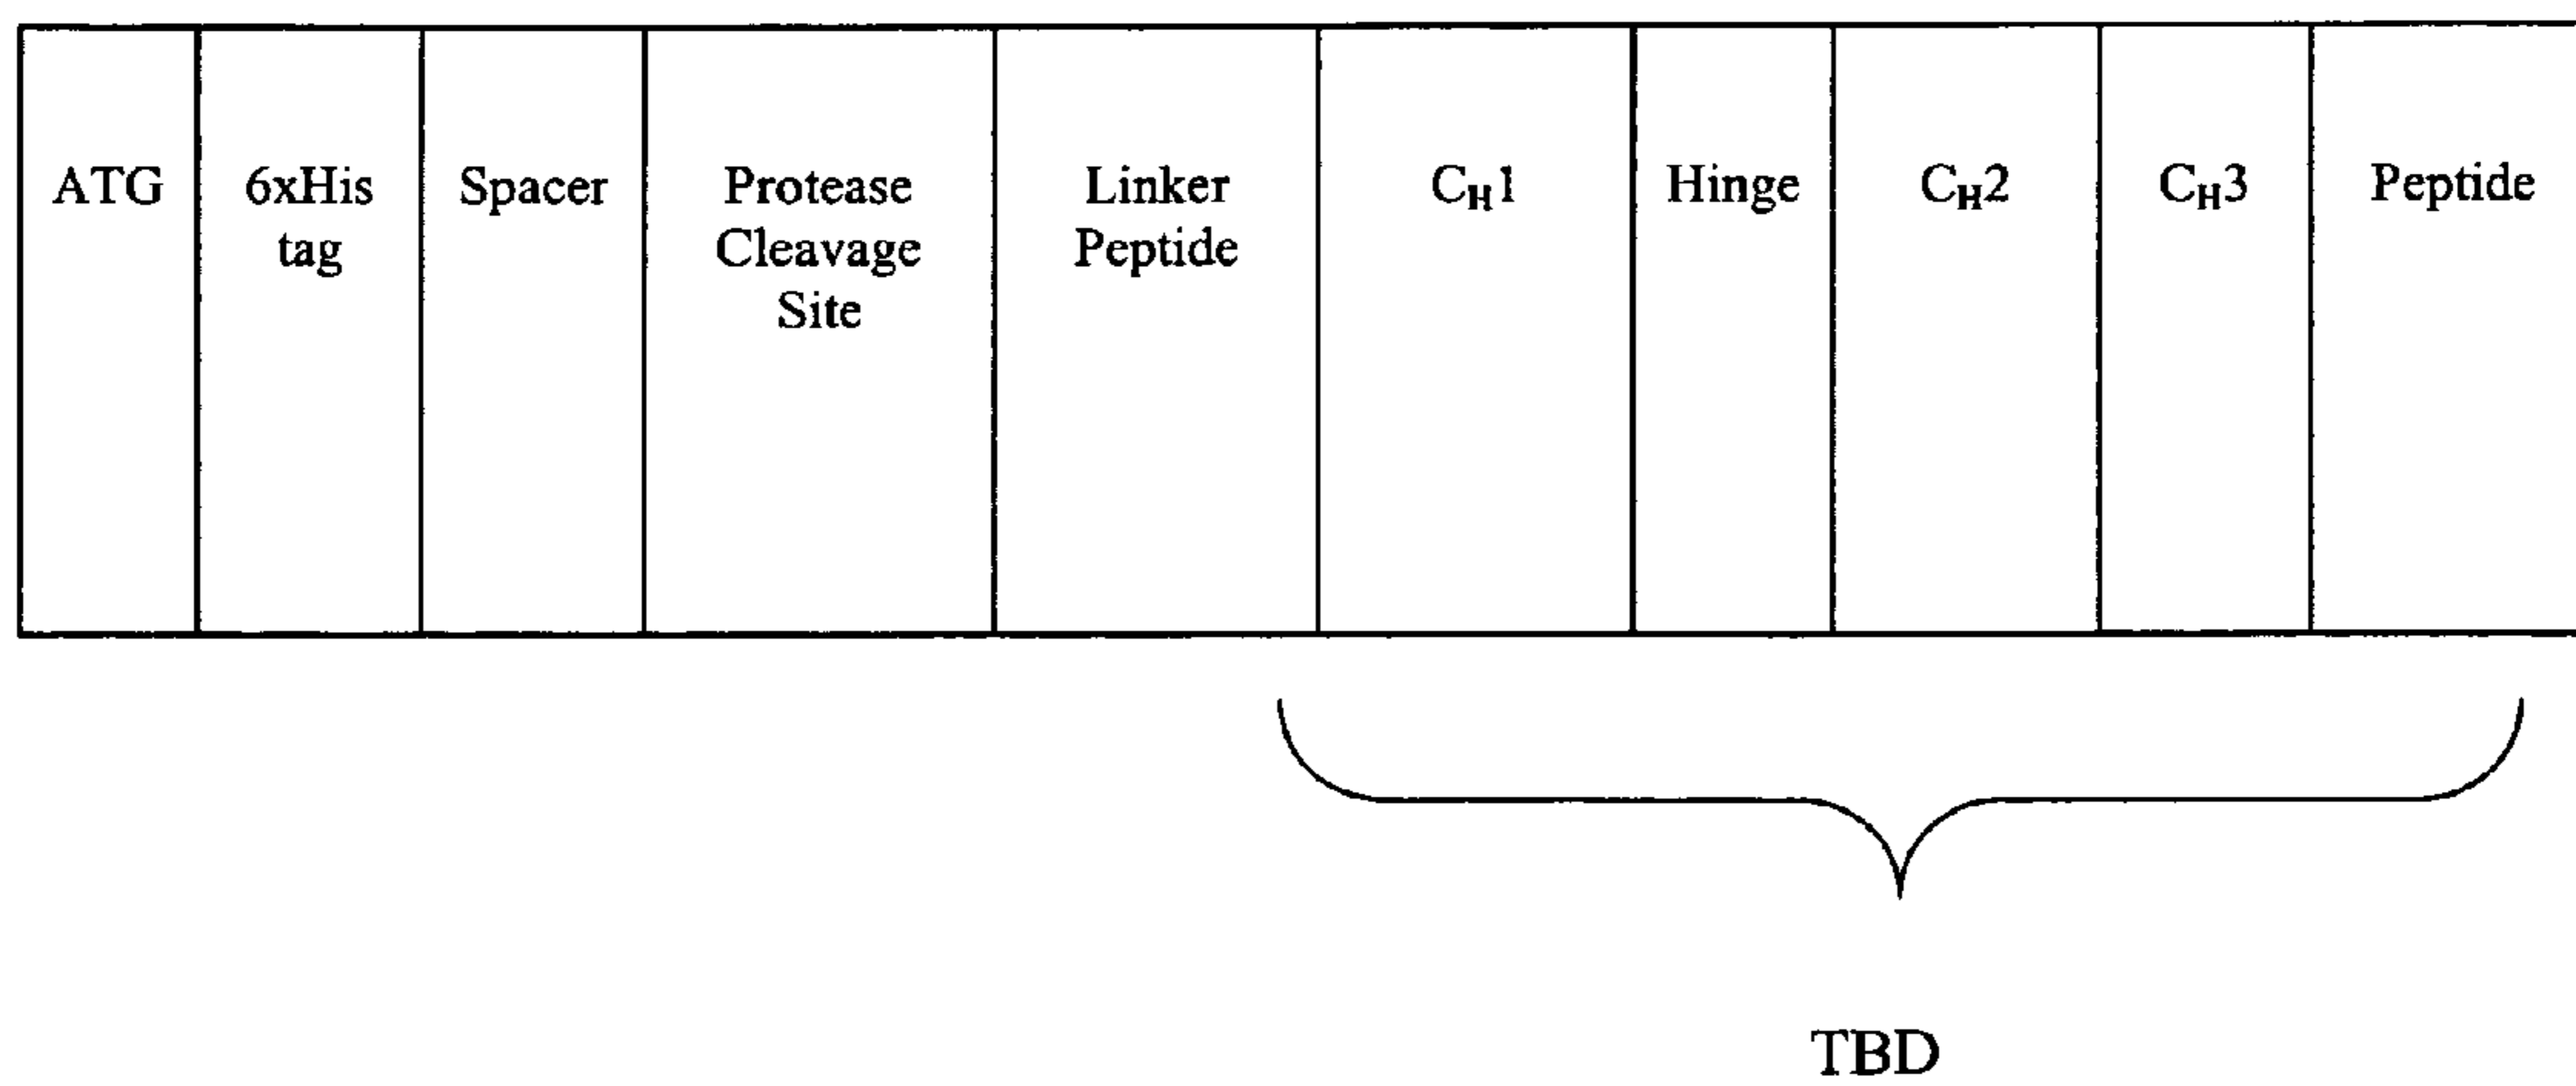 ATG
6xHis
tag
Spacer
Protease
Cleavage
Site
Linker
Peptide
CH1
Hinge
CH2
CH3
Peptide
TBD